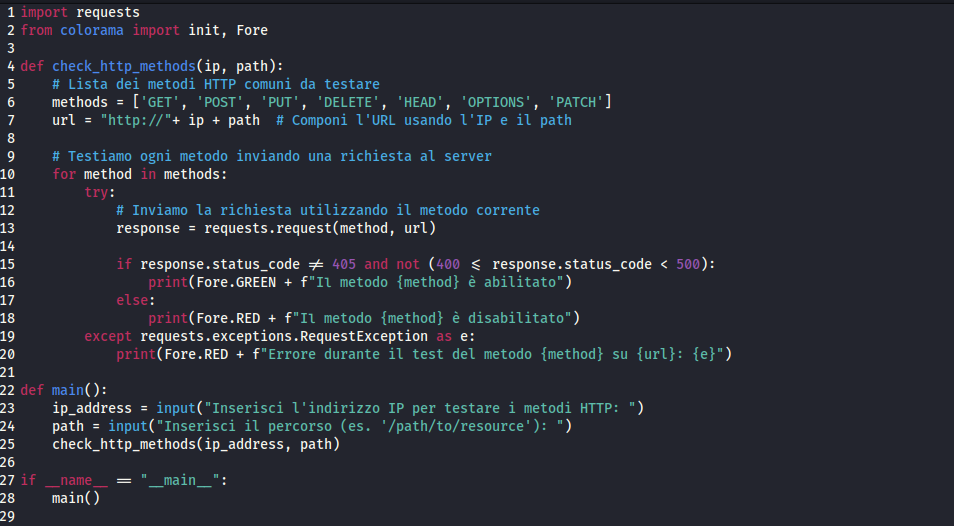 1 import requests
2 from colorama import init, Fore
3
4 def check_http_methods(ip, path):
5     # Lista dei metodi HTTP comuni da testare
6     methods = ['GET', 'POST', 'PUT', 'DELETE', 'HEAD', 'OPTIONS', 'PATCH']
7     url = "http://"+ ip + path  # Componi l'URL usando l'IP e il path
8
9     # Testiamo ogni metodo inviando una richiesta al server
10     for method in methods:
11         try:
12             # Inviamo la richiesta utilizzando il metodo corrente
13             response = requests.request(method, url)
14
15             if response.status_code ≠ 405 and not (400 ≤ response.status_code < 500):
16                 print(Fore.GREEN + f"Il metodo {method} è abilitato")
17             else:
18                 print(Fore.RED + f"Il metodo {method} è disabilitato")
19         except requests.exceptions.RequestException as e:
20             print(Fore.RED + f"Errore durante il test del metodo {method} su {url}: {e}")
21
22 def main():
23     ip_address = input("Inserisci l'indirizzo IP per testare i metodi HTTP: ")
24     path = input("Inserisci il percorso (es. '/path/to/resource'): ")
25     check_http_methods(ip_address, path)
26
27 if __name__ == "__main__":
28     main()
29